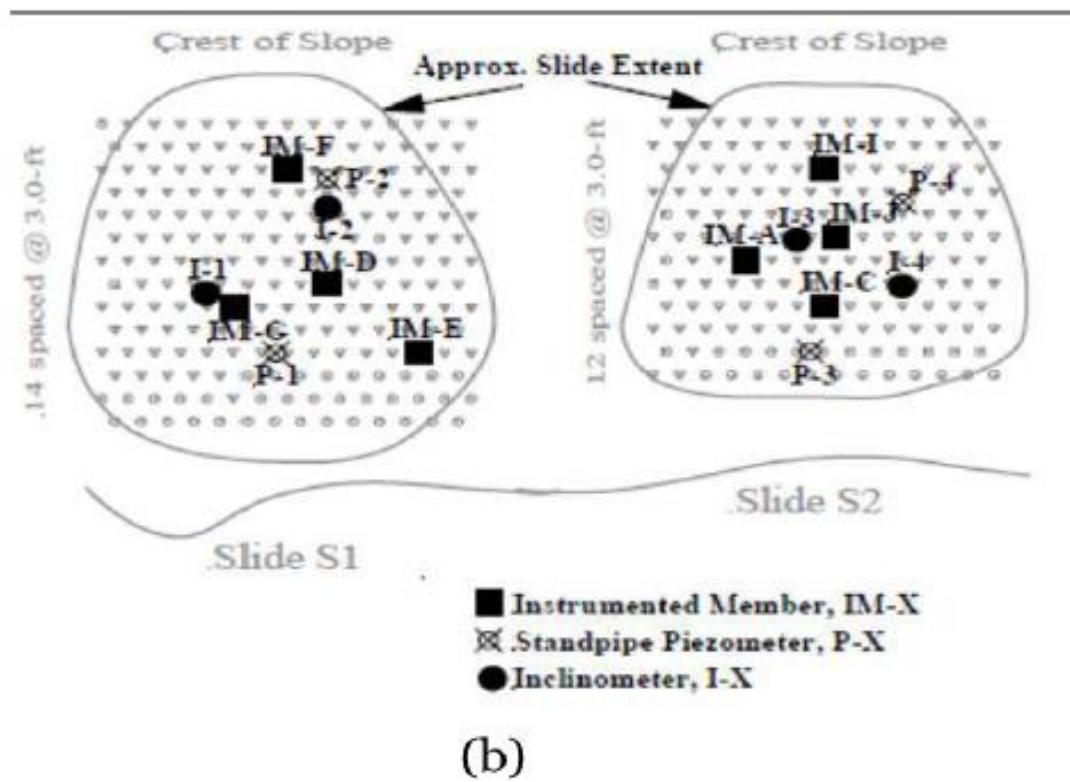 Crest of Slope
Crest of Slope
Approx. Slide Extent
.14 spaced @ 3.0-ft
12 spaced @ 3.0-ft
IM-F
P-2
I-2
I-1
IM-D
IM-G
IM-E
P-1
IM-I
P-4
I-3
IM-J
IM-A
I-4
IM-C
P-3
.Slide S1
.Slide S2
.Instrumented Member, IM-X
.Standpipe Piezometer, P-X
Inclinometer, I-X
(b)